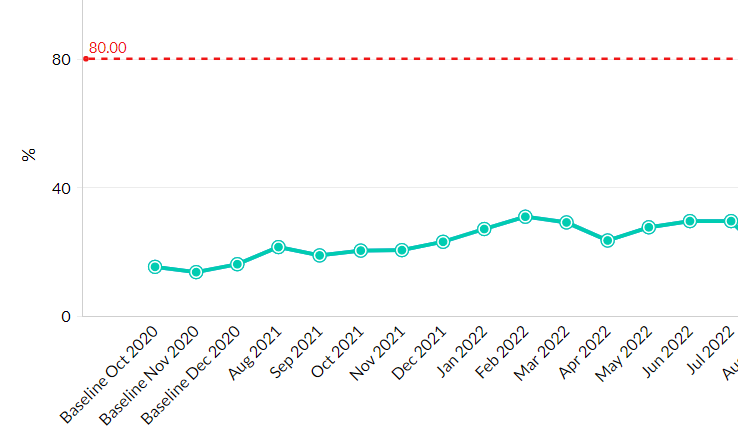 80.00
80
%
40
0
Baseline Oct 2020
Baseline Nov 2020
Baseline Dec 2020
Aug 2021
Sep 2021
Oct 2021
Nov 2021
Dec 2021
Jan 2022
Feb 2022
Mar 2022
Apr 2022
May 2022
Jun 2022
Jul 2022